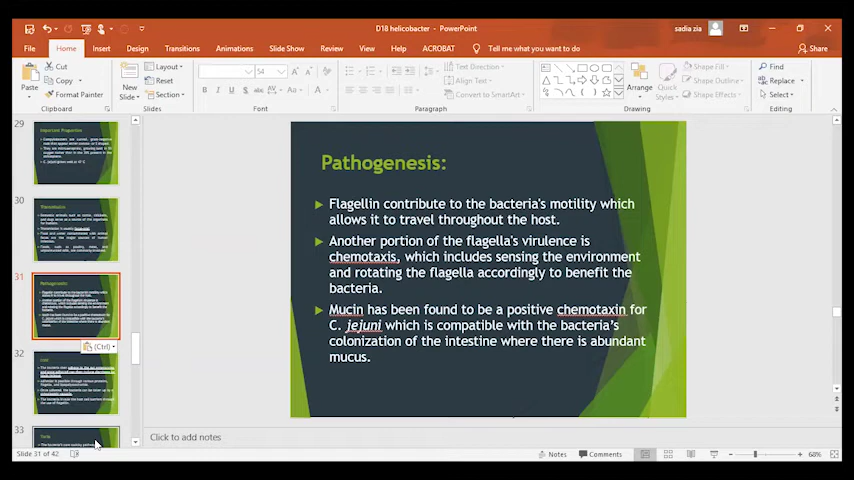 D18 helicobacter - PowerPoint
sadia zia
File Home Insert Design Transitions Animations Slide Show Review View Help ACROBAT Tell me what you want to do Share
Paste
Cut
Copy
Format Painter
New
Slide
Layout
Reset
Section
54
Text Direction
Align Text
Convert to SmartArt
Arrange
Quick
Styles
Shape Fill
Shape Outline
Shape Effects
Find
Replace
Select
Clipboard Slides Font Paragraph Drawing Editing
29
30
31
(Ctrl)
32
33
Pathogenesis:
Flagellin contribute to the bacteria's motility which
allows it to travel throughout the host.
Another portion of the flagella's virulence is
chemotaxis, which includes sensing the environment
and rotating the flagella accordingly to benefit the
bacteria.
Mucin has been found to be a positive chemotaxin for
C. jejuni which is compatible with the bacteria's
colonization of the intestine where there is abundant
mucus.
Click to add notes
Slide 31 of 42
Notes Comments
68%